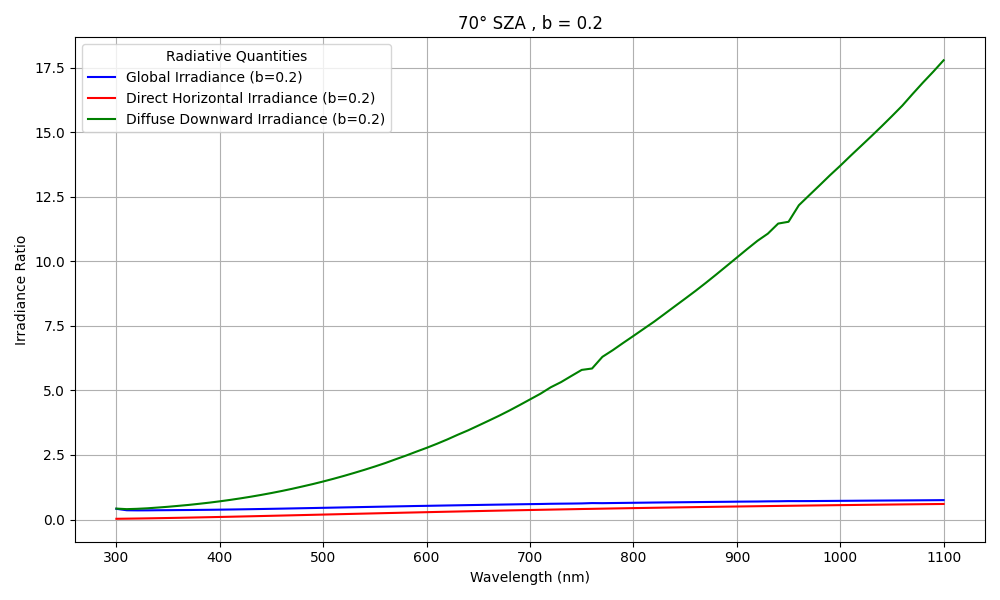 70° SZA , b = 0.2
Radiative Quantities
Global Irradiance (b=0.2)
Direct Horizontal Irradiance (b=0.2)
Diffuse Downward Irradiance (b=0.2)
Irradiance Ratio
17.5
15.0
12.5
10.0
7.5
5.0
2.5
0.0
300 400 500 600 700 800 900 1000 1100
Wavelength (nm)